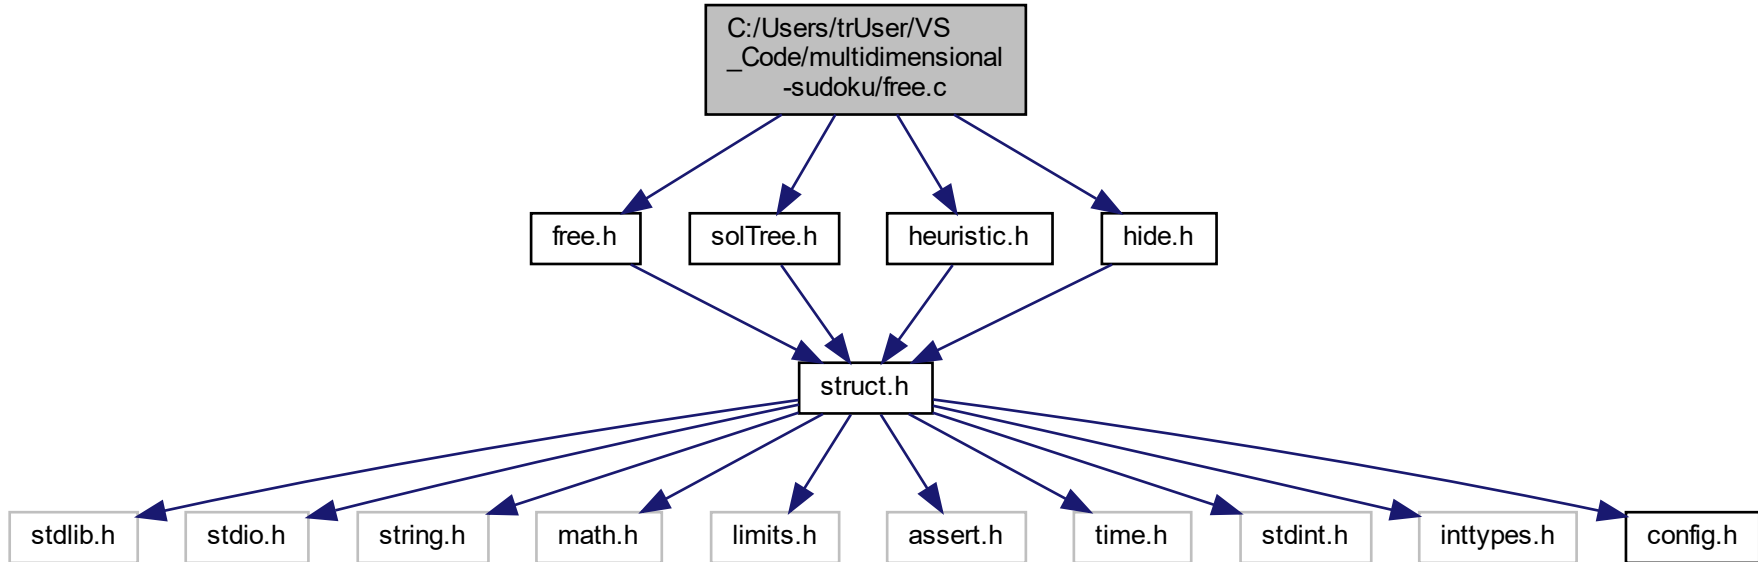 C:/Users/trUser/VS
_Code/multidimensional
-sudoku/free.c
free.h
solTree.h
heuristic.h
hide.h
struct.h
stdlib.h
stdio.h
string.h
math.h
limits.h
assert.h
time.h
stdint.h
inttypes.h
config.h